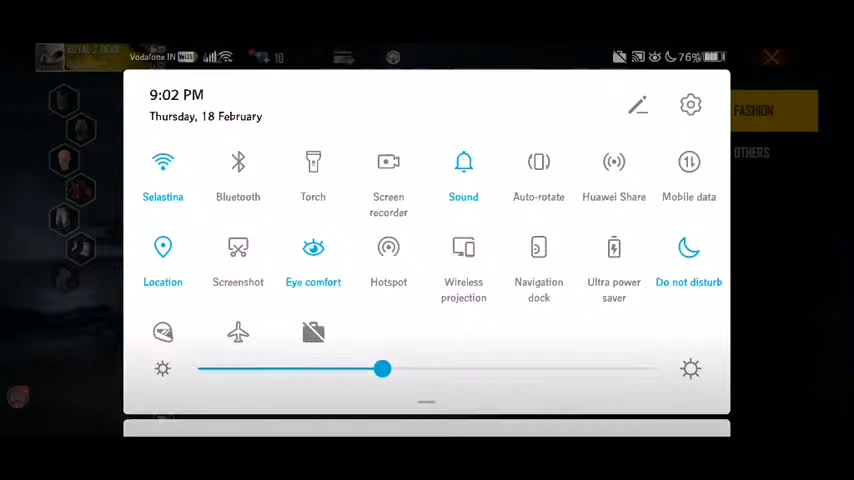 Vodafone IN
10
76%
9:02 PM
Thursday, 18 February
FASHION
OTHERS
Selastina
Bluetooth
Torch
Screen
recorder
Sound
Auto-rotate
Huawei Share
Mobile data
Location
Screenshot
Eye comfort
Hotspot
Wireless
projection
Navigation
dock
Ultra power
saver
Do not disturb